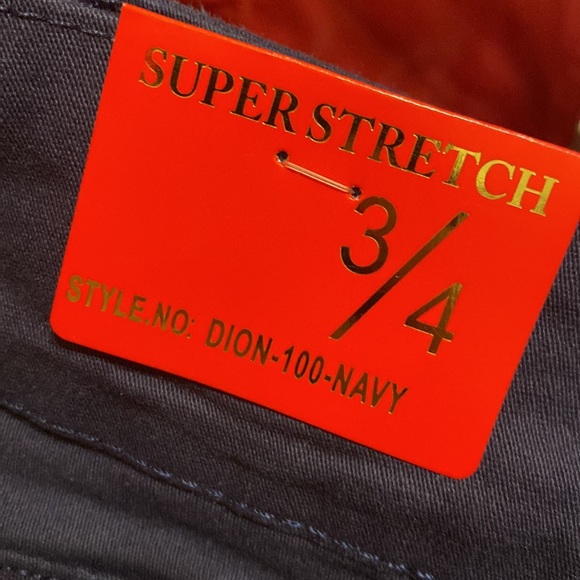 SUPER STRETCH
3/4
STYLE.NO: DION-100-NAVY